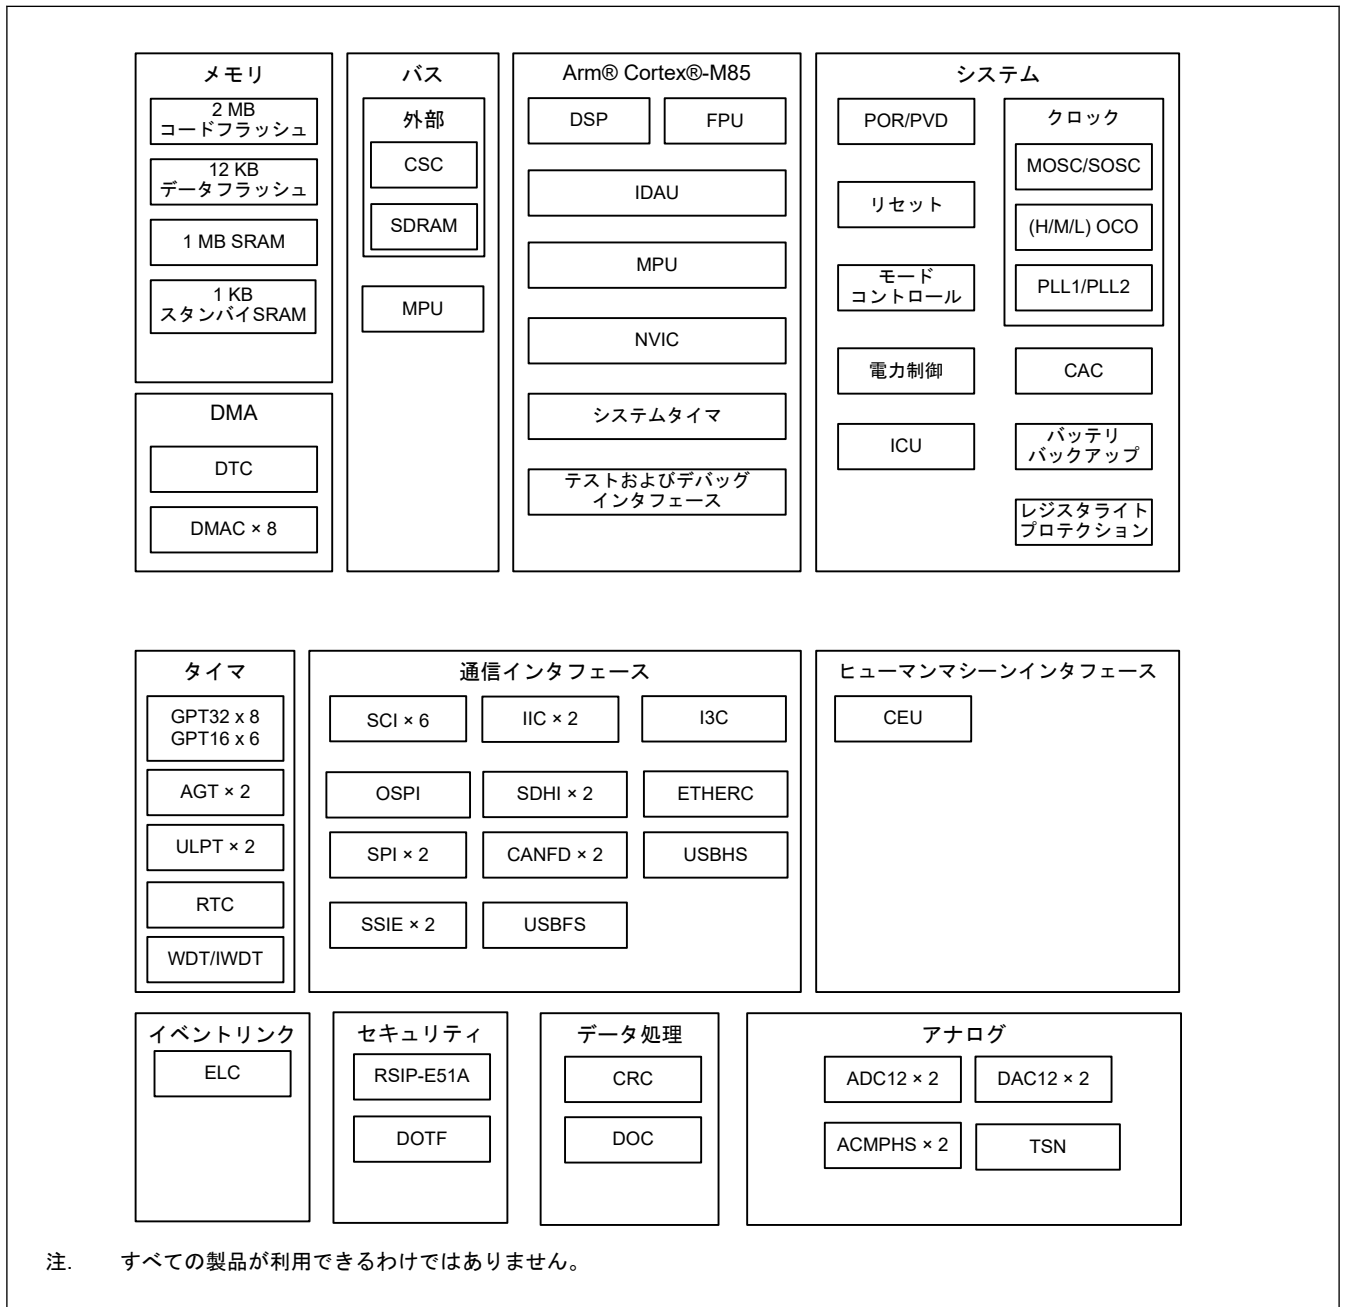 メモリ
2 MB
コードフラッシュ
12 KB
データフラッシュ
1 MB SRAM
1 KB
スタンバイSRAM
DMA
DTC
DMAC × 8
バス
外部
CSC
SDRAM
MPU
Arm® Cortex®-M85
DSP
FPU
IDAU
MPU
NVIC
システムタイマ
テストおよびデバッグ
インタフェース
システム
POR/PVD
リセット
モード
コントロール
電力制御
ICU
クロック
MOSC/SOSC
(H/M/L) OCO
PLL1/PLL2
CAC
バッテリ
バックアップ
レジスタライト
プロテクション
タイマ
GPT32 x 8
GPT16 x 6
AGT × 2
ULPT × 2
RTC
WDT/IWDT
通信インタフェース
SCI × 6
IIC × 2
I3C
OSPI
SDHI × 2
ETHERC
SPI × 2
CANFD × 2
USBHS
SSIE × 2
USBFS
ヒューマンマシーンインタフェース
CEU
イベントリンク
ELC
セキュリティ
RSIP-E51A
DOTF
データ処理
CRC
DOC
アナログ
ADC12 × 2
DAC12 × 2
ACMPHS × 2
TSN
注. すべての製品が利用できるわけではありません。